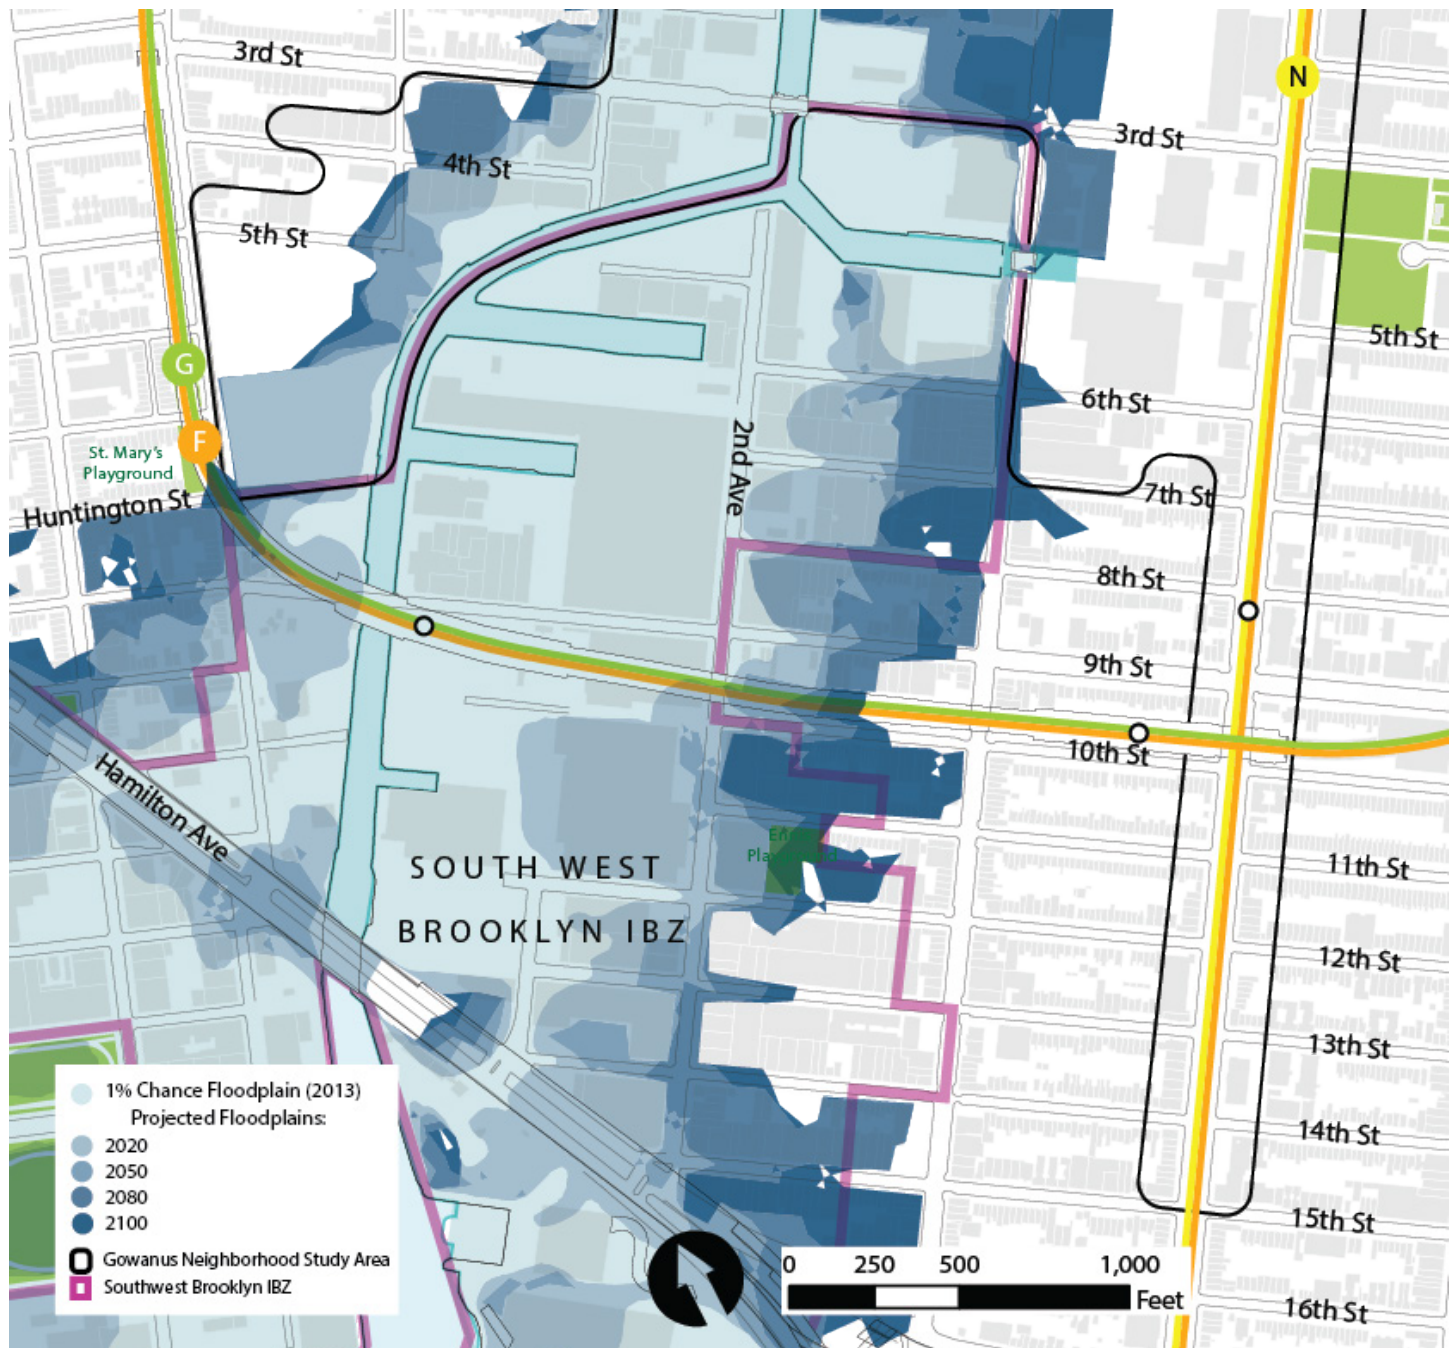 3rd St
N
3rd St
4th St
5th St
5th St
G
6th St
F
St. Mary's
Playground
2nd Ave
7th St
Huntington St
8th St
9th St
10th St
Hamilton Ave
SOUTH WEST
11th St
BROOKLYN IBZ
12th St
13th St
1% Chance Floodplain (2013)
Projected Floodplains:
2020
2050
2080
2100
Gowanus Neighborhood Study Area
Southwest Brooklyn IBZ
14th St
15th St
0 250 500 1,000
Feet
16th St